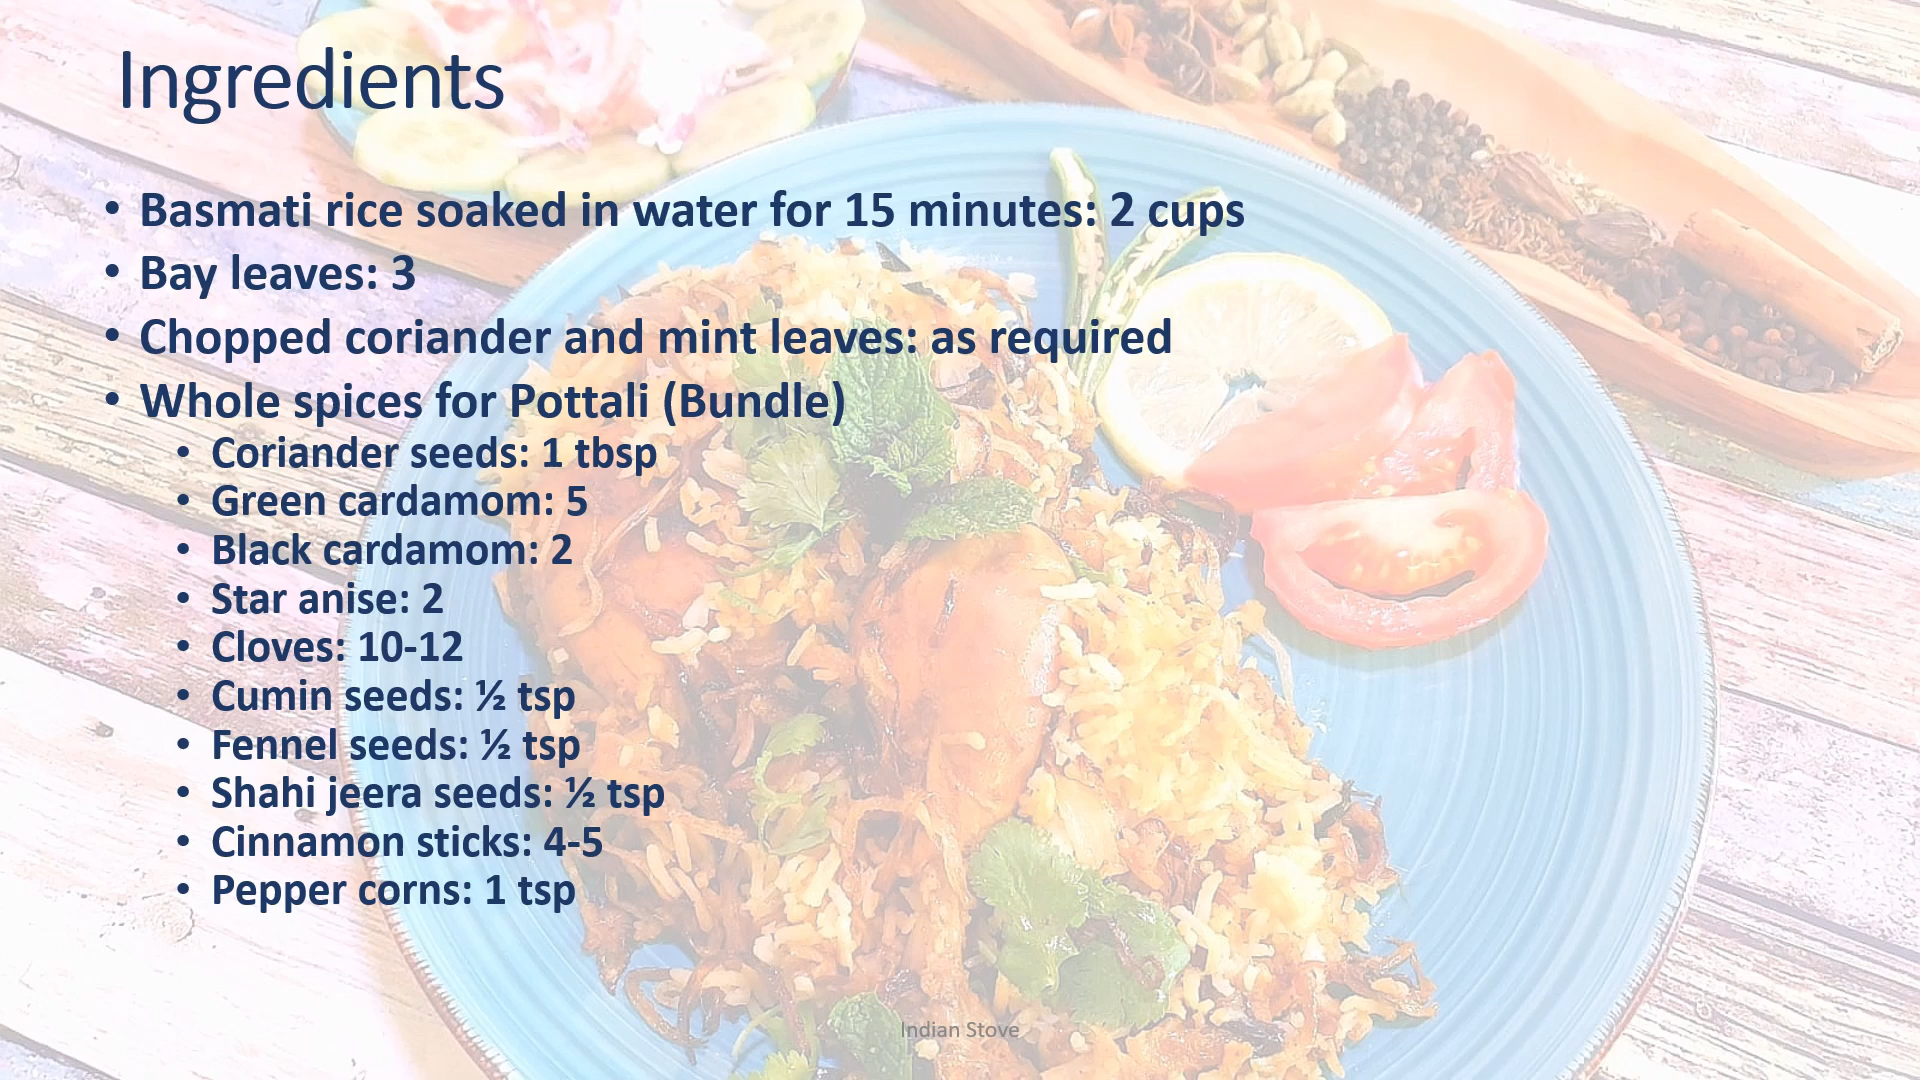 Ingredients
• Basmati rice soaked in water for 15 minutes: 2 cups
• Bay leaves: 3
• Chopped coriander and mint leaves: as required
• Whole spices for Pottali (Bundle)
• Coriander seeds: 1 tbsp
• Green cardamom: 5
• Black cardamom: 2
• Star anise: 2
• Cloves: 10-12
• Cumin seeds: ½ tsp
• Fennel seeds: ½ tsp
• Shahi jeera seeds: ½ tsp
• Cinnamon sticks: 4-5
• Pepper corns: 1 tsp
Indian Stove